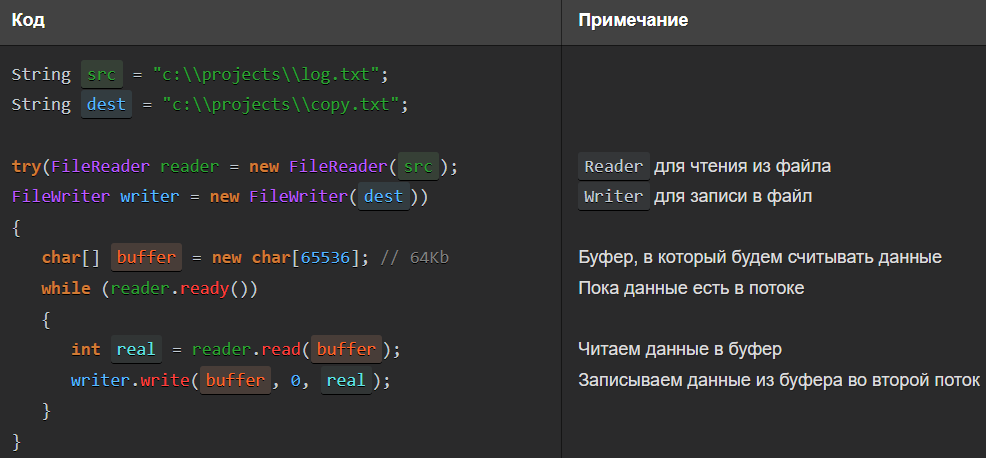 Код Примечание
String src = "c:\\projects\\log.txt";
String dest = "c:\\projects\\copy.txt";
try(FileReader reader = new FileReader(src); Reader для чтения из файла
FileWriter writer = new FileWriter(dest)) Writer для записи в файл
{
char[] buffer = new char[65536]; // 64Kb Буфер, в который будем считывать данные
while (reader.ready()) Пока данные есть в потоке
{
int real = reader.read(buffer); Читаем данные в буфер
writer.write(buffer, 0, real); Записываем данные из буфера во второй поток
}
}